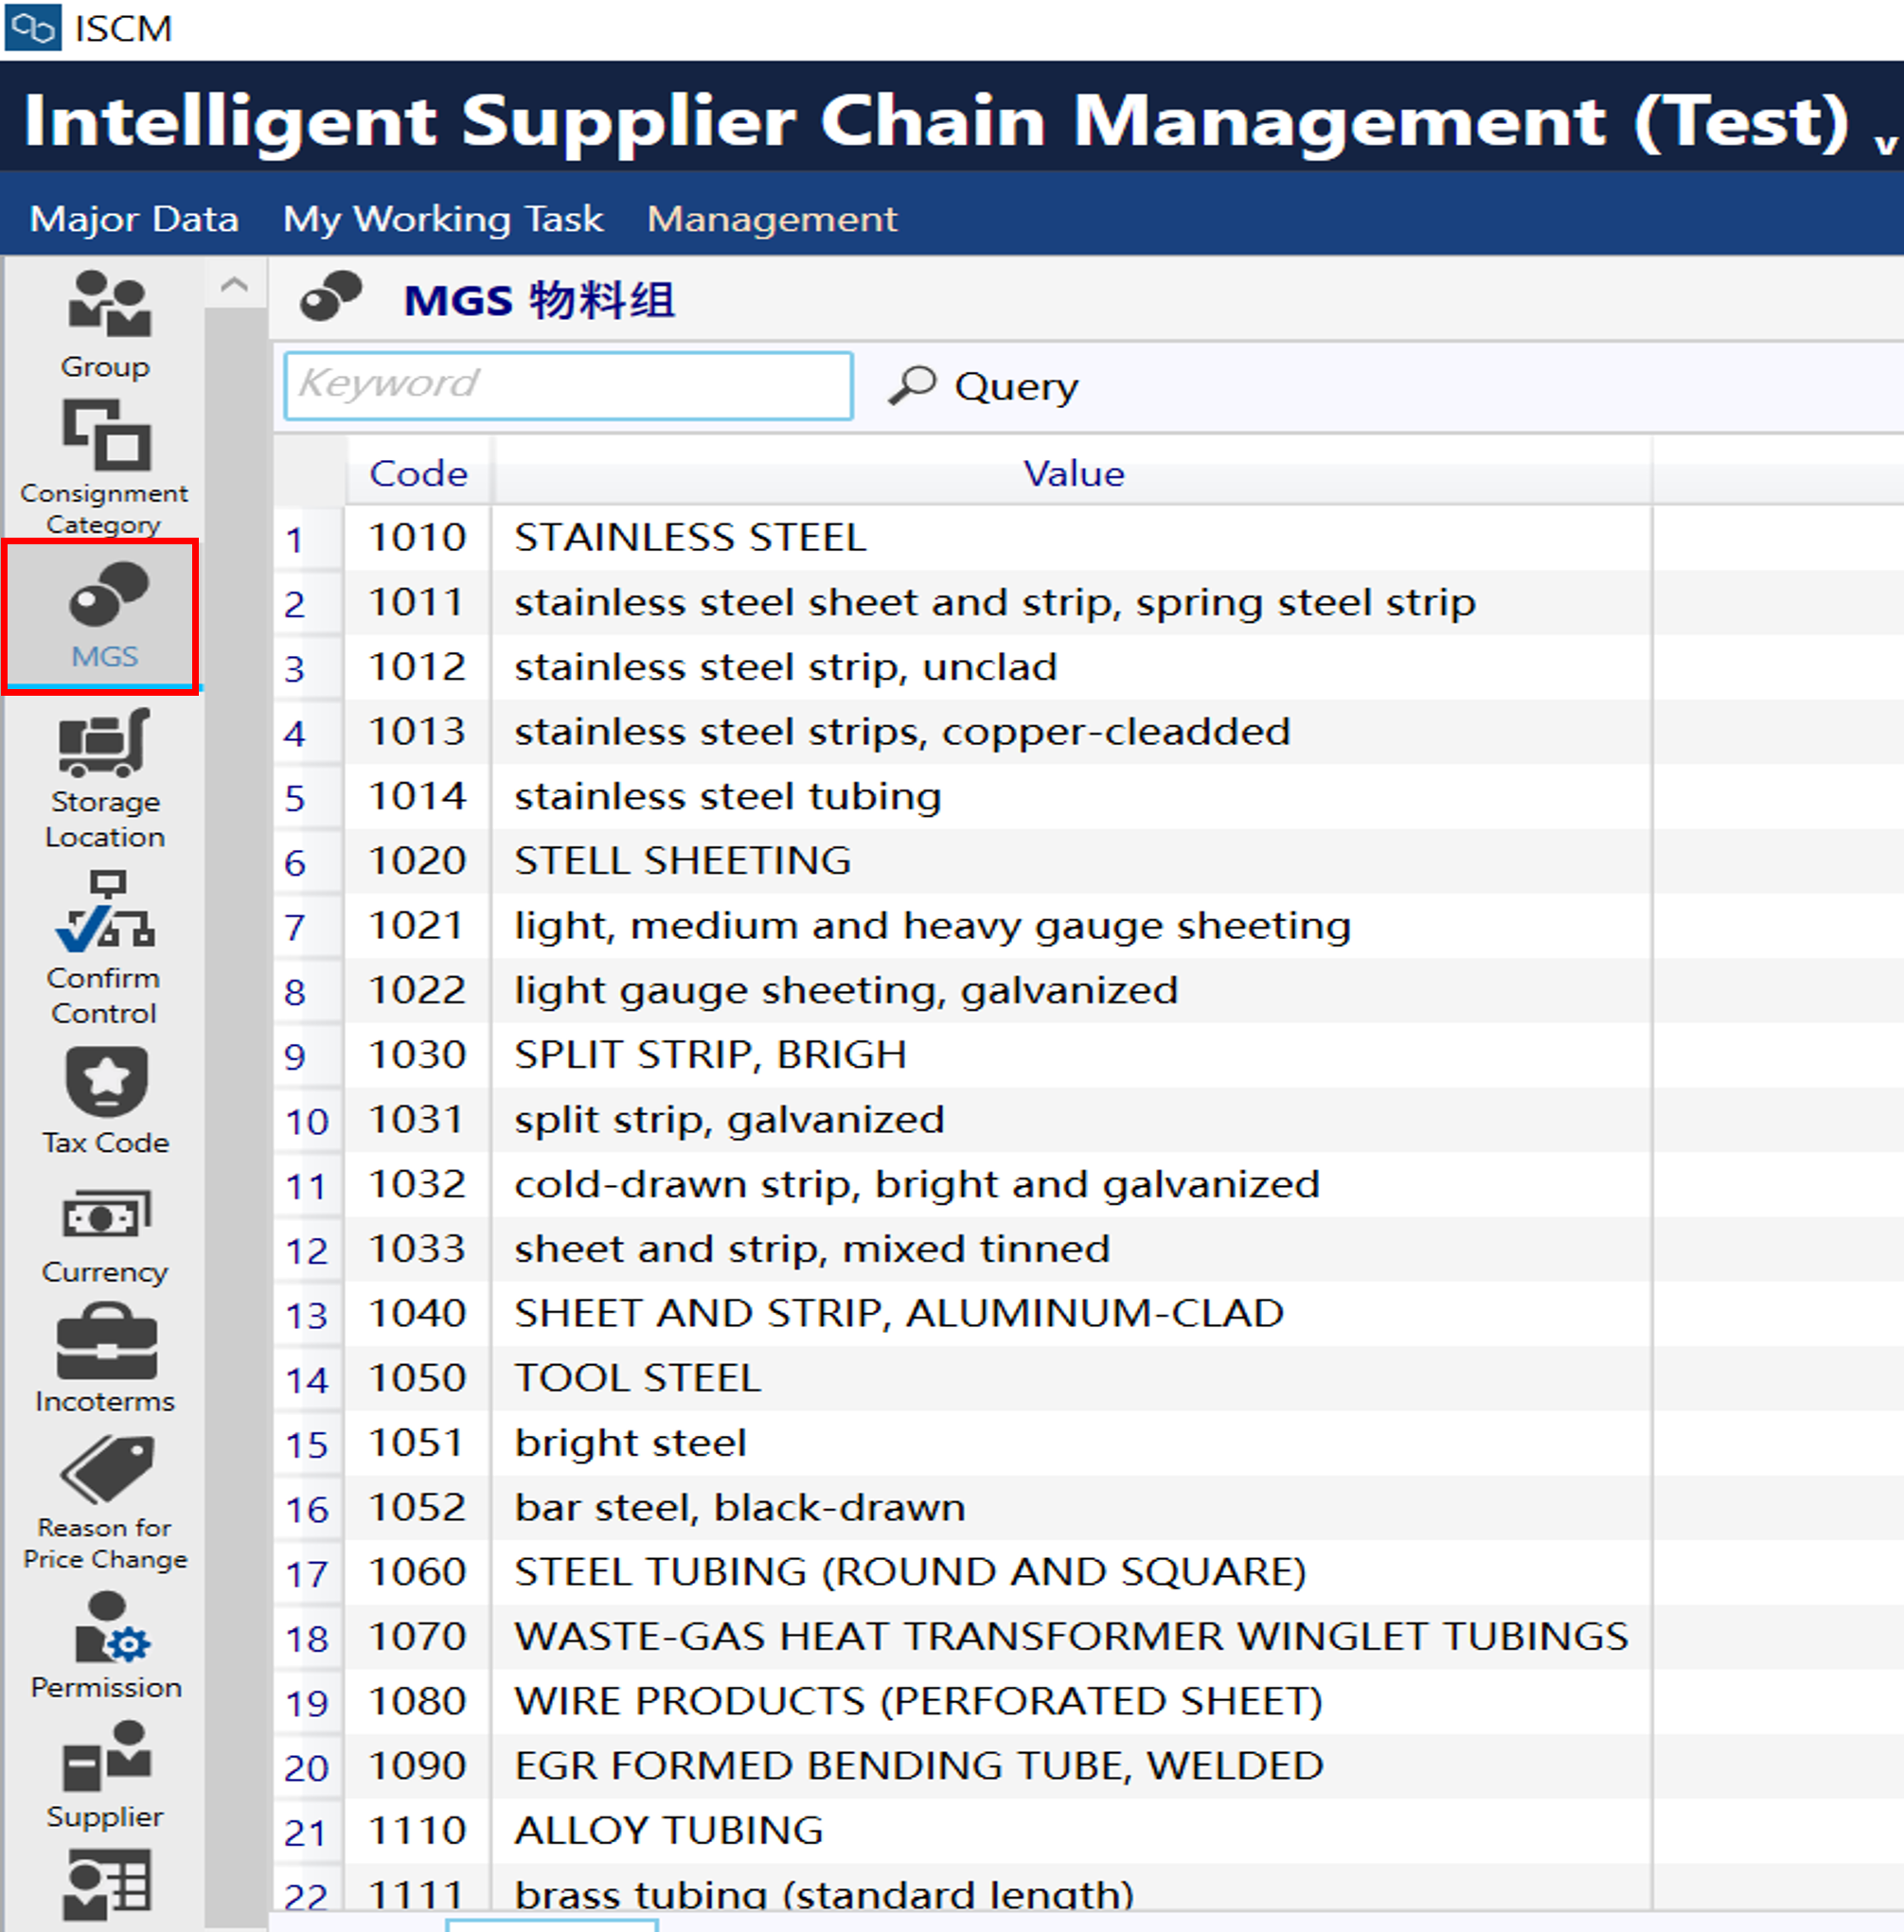 ISCM
Intelligent Supplier Chain Management (Test) v
Major Data My Working Task Management
Group
Consignment
Category
MGS
Storage
Location
Confirm
Control
Tax Code
Currency
Incoterms
Reason for
Price Change
Permission
Supplier
MGS 物料组
Keyword Query
Code Value
1 1010 STAINLESS STEEL
2 1011 stainless steel sheet and strip, spring steel strip
3 1012 stainless steel strip, unclad
4 1013 stainless steel strips, copper-cleadded
5 1014 stainless steel tubing
6 1020 STELL SHEETING
7 1021 light, medium and heavy gauge sheeting
8 1022 light gauge sheeting, galvanized
9 1030 SPLIT STRIP, BRIGH
10 1031 split strip, galvanized
11 1032 cold-drawn strip, bright and galvanized
12 1033 sheet and strip, mixed tinned
13 1040 SHEET AND STRIP, ALUMINUM-CLAD
14 1050 TOOL STEEL
15 1051 bright steel
16 1052 bar steel, black-drawn
17 1060 STEEL TUBING (ROUND AND SQUARE)
18 1070 WASTE-GAS HEAT TRANSFORMER WINGLET TUBINGS
19 1080 WIRE PRODUCTS (PERFORATED SHEET)
20 1090 EGR FORMED BENDING TUBE, WELDED
21 1110 ALLOY TUBING
22 1111 brass tubing (standard length)